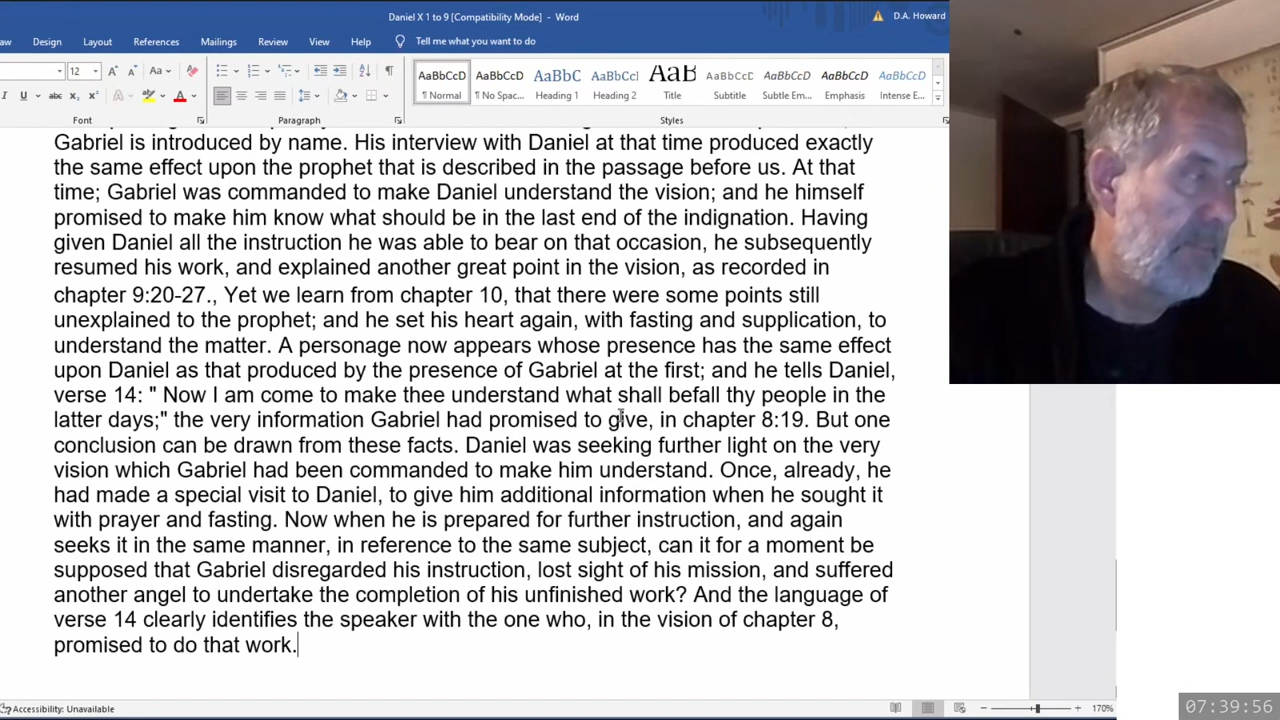 Daniel X 1 to 9 [Compatibility Mode] - Word
D.A. Howard
aw Design Layout References Mailings Review View Help Tell me what you want to do
12
AaBbCcD AaBbCcD AaBbC AaBbCcD AaB AaBbCcD AaBbCcD AaBbCcD AaBbCcD
¶ Normal ¶ No Spac... Heading 1 Heading 2 Title Subtitle Subtle Em... Emphasis Intense E...
Font Paragraph Styles
Gabriel is introduced by name. His interview with Daniel at that time produced exactly
the same effect upon the prophet that is described in the passage before us. At that
time; Gabriel was commanded to make Daniel understand the vision; and he himself
promised to make him know what should be in the last end of the indignation. Having
given Daniel all the instruction he was able to bear on that occasion, he subsequently
resumed his work, and explained another great point in the vision, as recorded in
chapter 9:20-27., Yet we learn from chapter 10, that there were some points still
unexplained to the prophet; and he set his heart again, with fasting and supplication, to
understand the matter. A personage now appears whose presence has the same effect
upon Daniel as that produced by the presence of Gabriel at the first; and he tells Daniel,
verse 14: " Now I am come to make thee understand what shall befall thy people in the
latter days;" the very information Gabriel had promised to give, in chapter 8:19. But one
conclusion can be drawn from these facts. Daniel was seeking further light on the very
vision which Gabriel had been commanded to make him understand. Once, already, he
had made a special visit to Daniel, to give him additional information when he sought it
with prayer and fasting. Now when he is prepared for further instruction, and again
seeks it in the same manner, in reference to the same subject, can it for a moment be
supposed that Gabriel disregarded his instruction, lost sight of his mission, and suffered
another angel to undertake the completion of his unfinished work? And the language of
verse 14 clearly identifies the speaker with the one who, in the vision of chapter 8,
promised to do that work.
Accessibility: Unavailable
170%
07:39:56